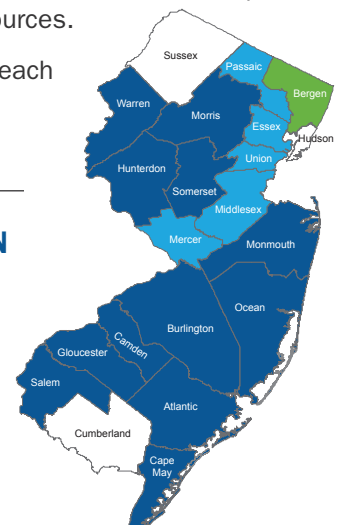 ources.
each
N
Sussex
Passaic
Bergen
Warren
Morris
Essex
Hudson
Union
Hunterdon
Somerset
Middlesex
Mercer
Monmouth
Ocean
Burlington
Camden
Gloucester
Salem
Atlantic
Cumberland
Cape
May